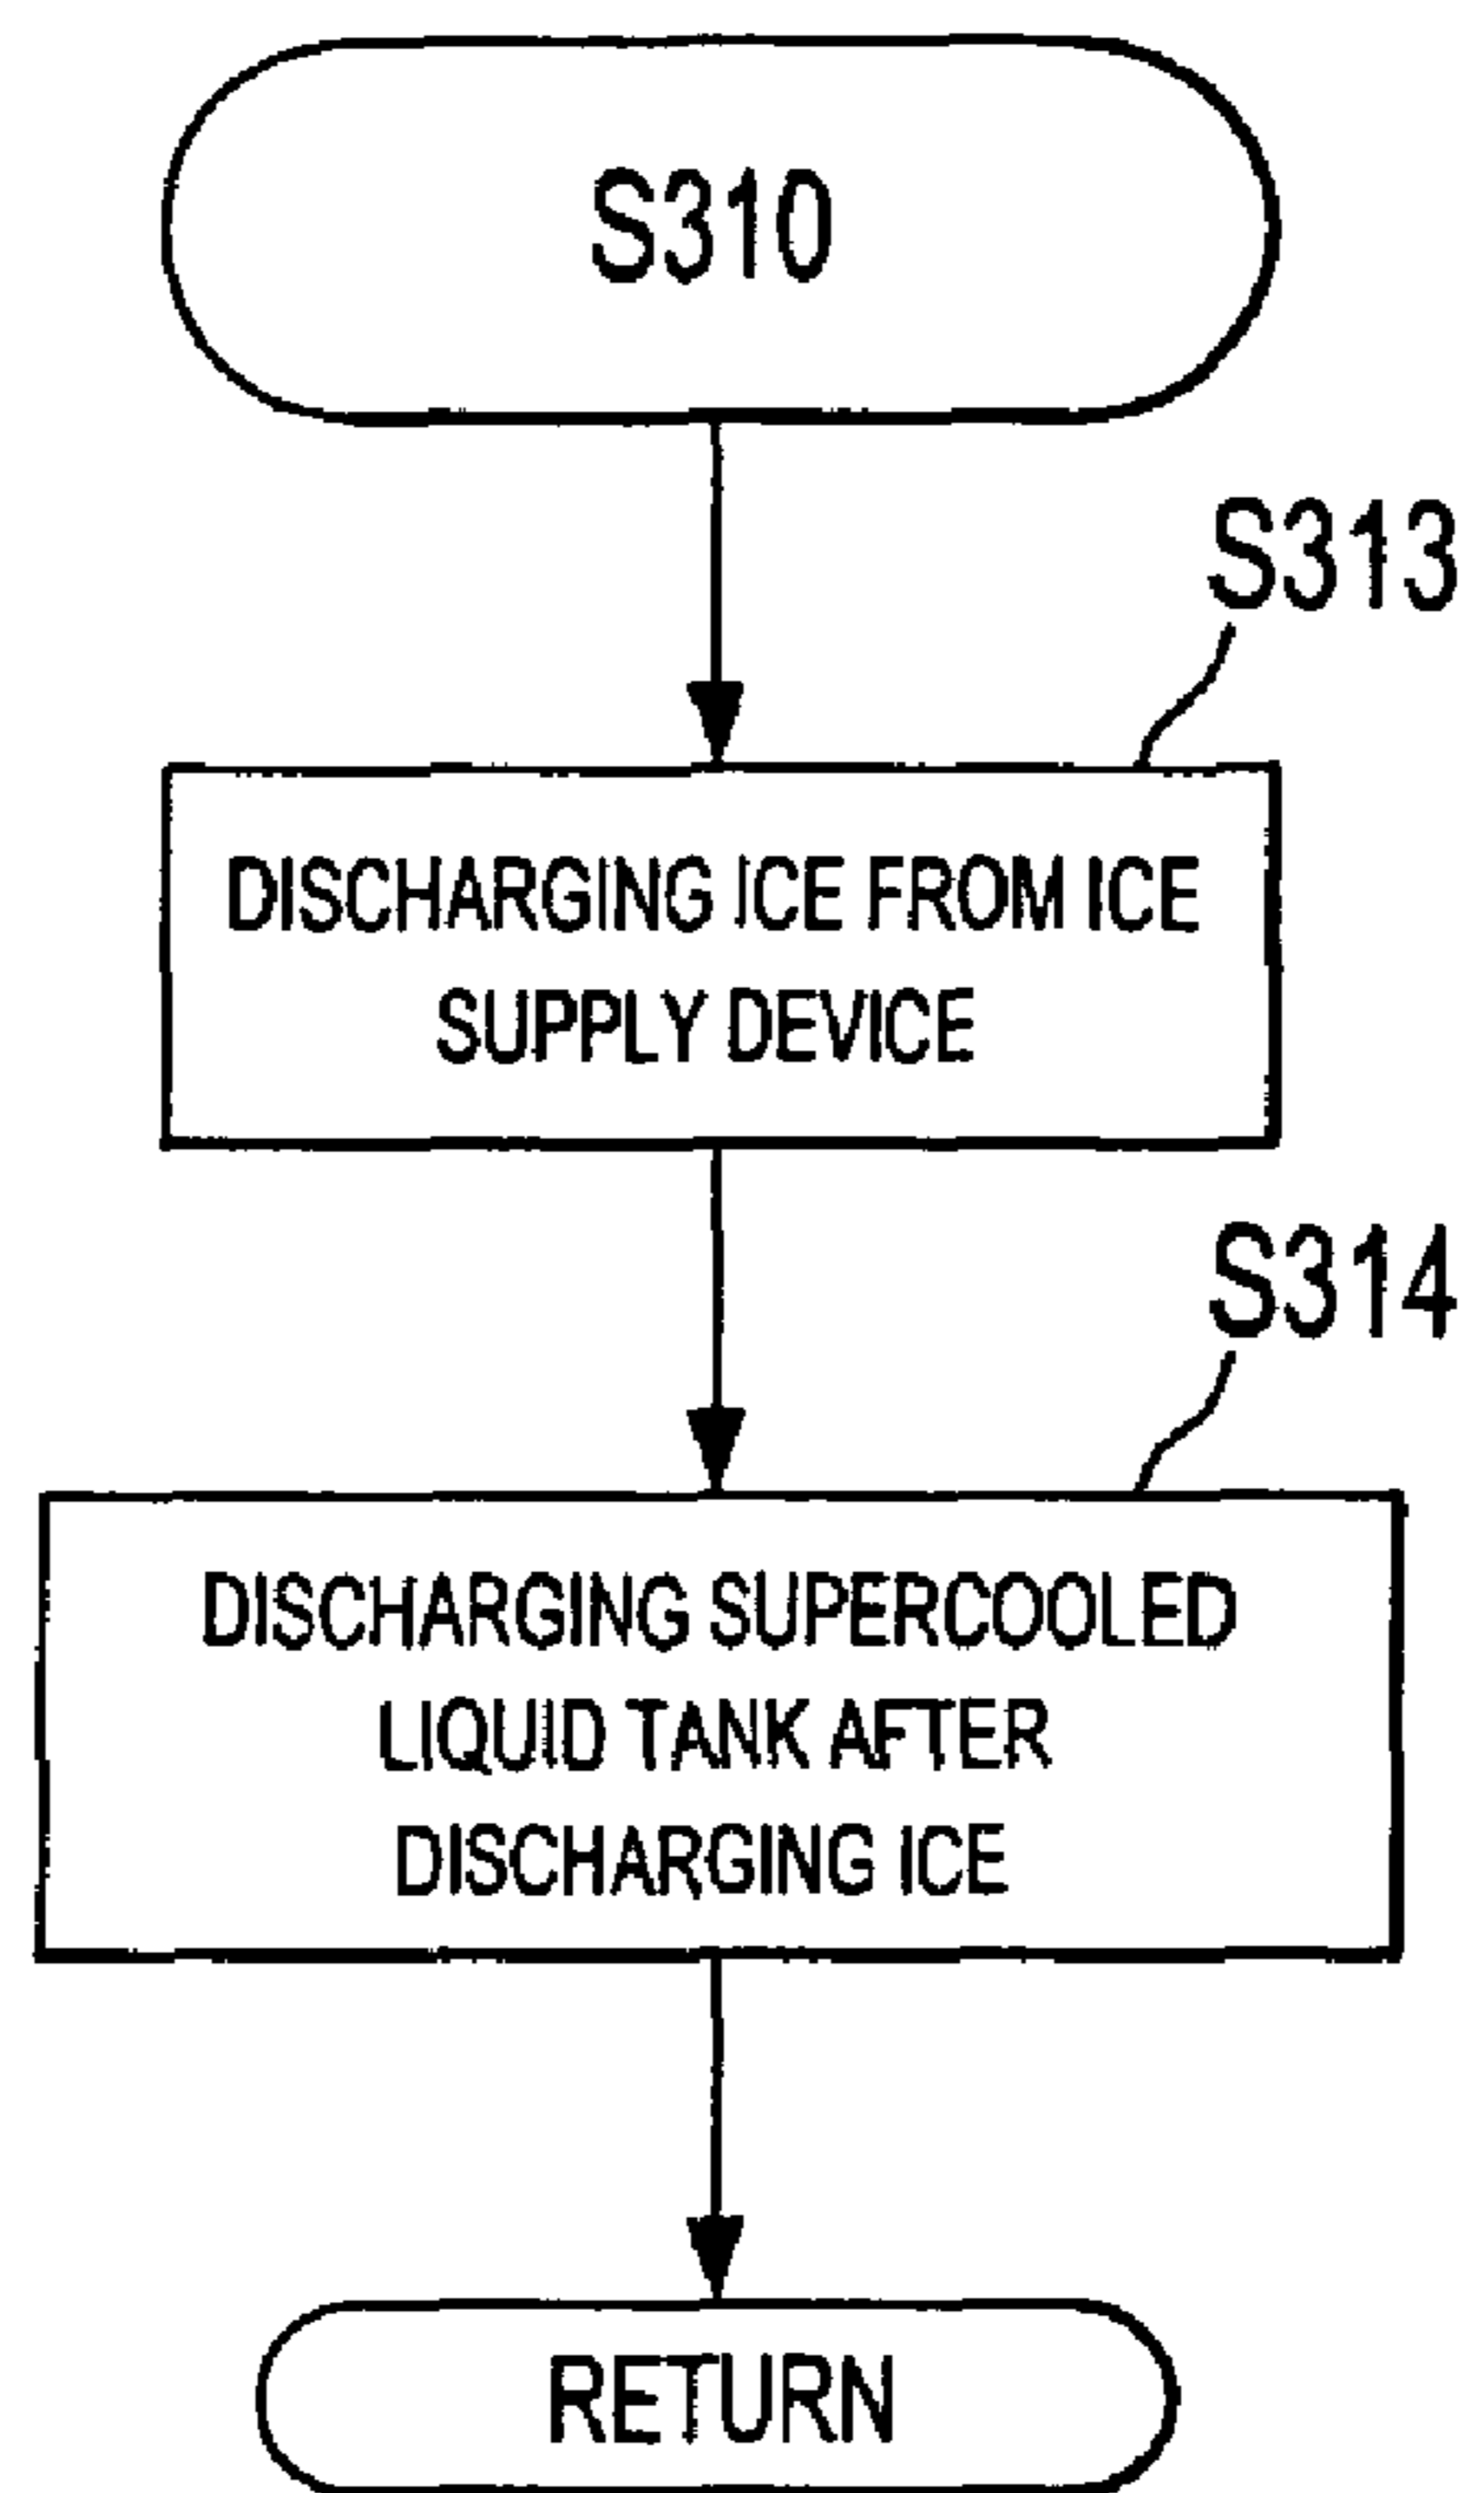 S310
S313
DISCHARGING ICE FROM ICE
SUPPLY DEVICE
S314
DISCHARGING SUPERCOOLED
LIQUID TANK AFTER
DISCHARGING ICE
RETURN